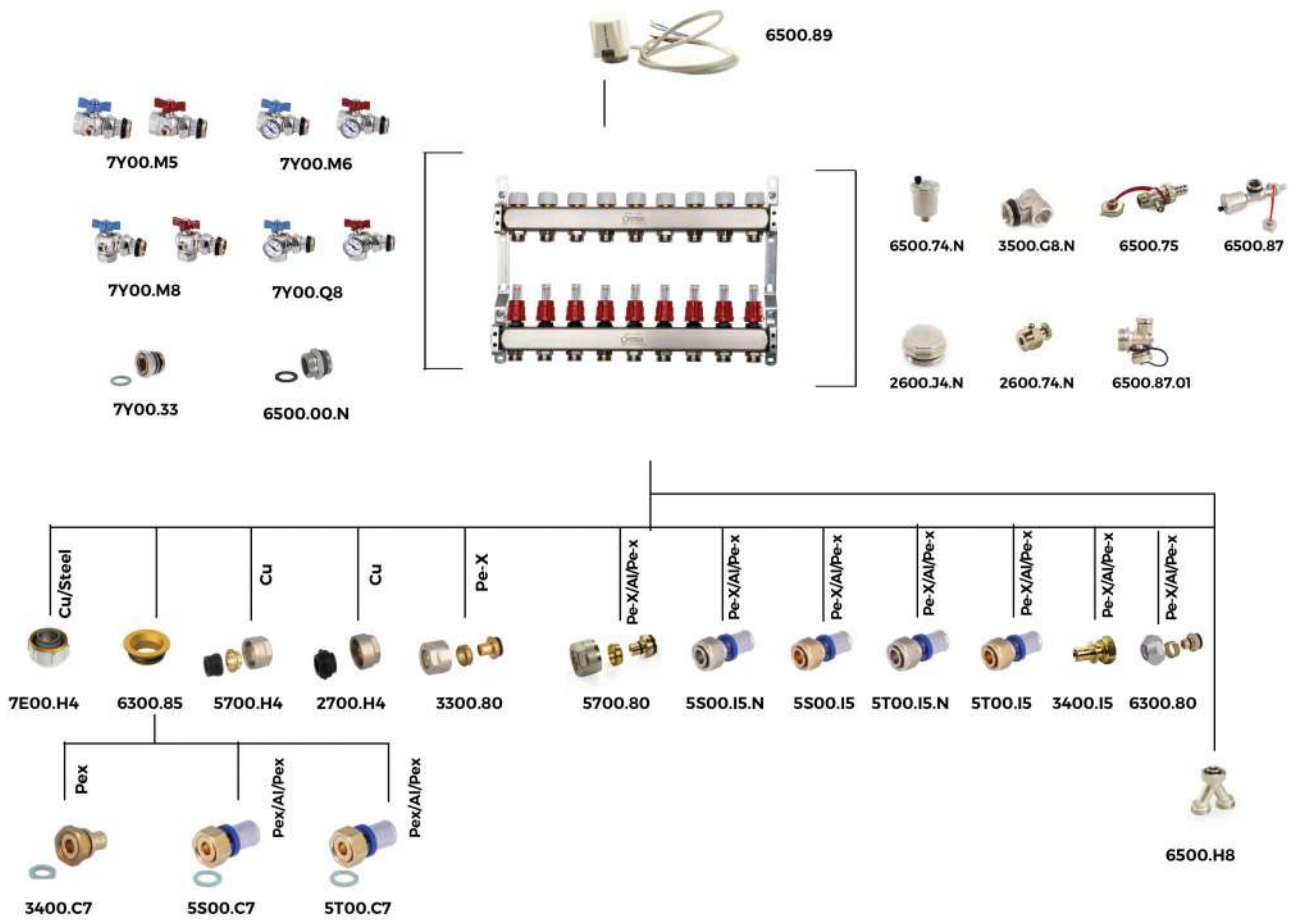 6500.89
7Y00.M5
7Y00.M6
7Y00.M8
7Y00.Q8
7Y00.33
6500.00.N
6500.74.N
3500.G8.N
6500.75
6500.87
2600.J4.N
2600.74.N
6500.87.01
Cu/Steel
Cu
Cu
Pe-X
Pe-X/Al/Pe-x
Pe-X/Al/Pe-x
Pe-X/Al/Pe-x
Pe-X/Al/Pe-x
Pe-X/Al/Pe-x
Pe-X/Al/Pe-x
Pe-X/Al/Pe-x
7E00.H4
6300.85
5700.H4
2700.H4
3300.80
5700.80
5S00.I5.N
5S00.I5
5T00.I5.N
5T00.I5
3400.I5
6300.80
Pex
Pex/Al/Pex
Pex/Al/Pex
3400.C7
5S00.C7
5T00.C7
6500.H8